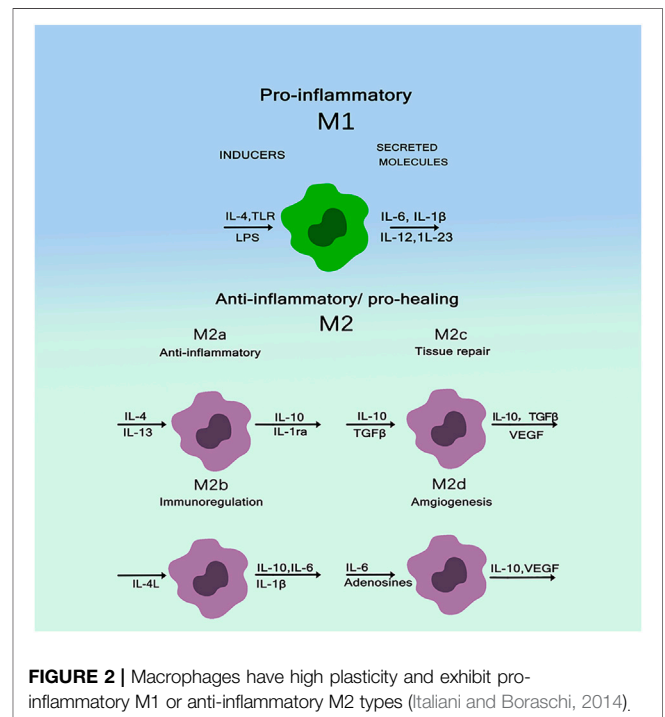 Pro-inflammatory
M1
INDUCERS
SECRETED
MOLECULES
IL-4,TLR
LPS
IL-6, IL-1β
IL-12,1L-23
Anti-inflammatory/ pro-healing
M2
M2a
Anti-inflammatory
M2c
Tissue repair
IL-4
IL-13
IL-10
IL-1ra
IL-10
TGFβ
IL-10, TGFβ
VEGF
M2b
Immunoregulation
M2d
Amgiogenesis
IL-4L
IL-10,IL-6
IL-1β
IL-6
Adenosines
IL-10,VEGF
FIGURE 2 | Macrophages have high plasticity and exhibit pro-
inflammatory M1 or anti-inflammatory M2 types (Italiani and Boraschi, 2014).